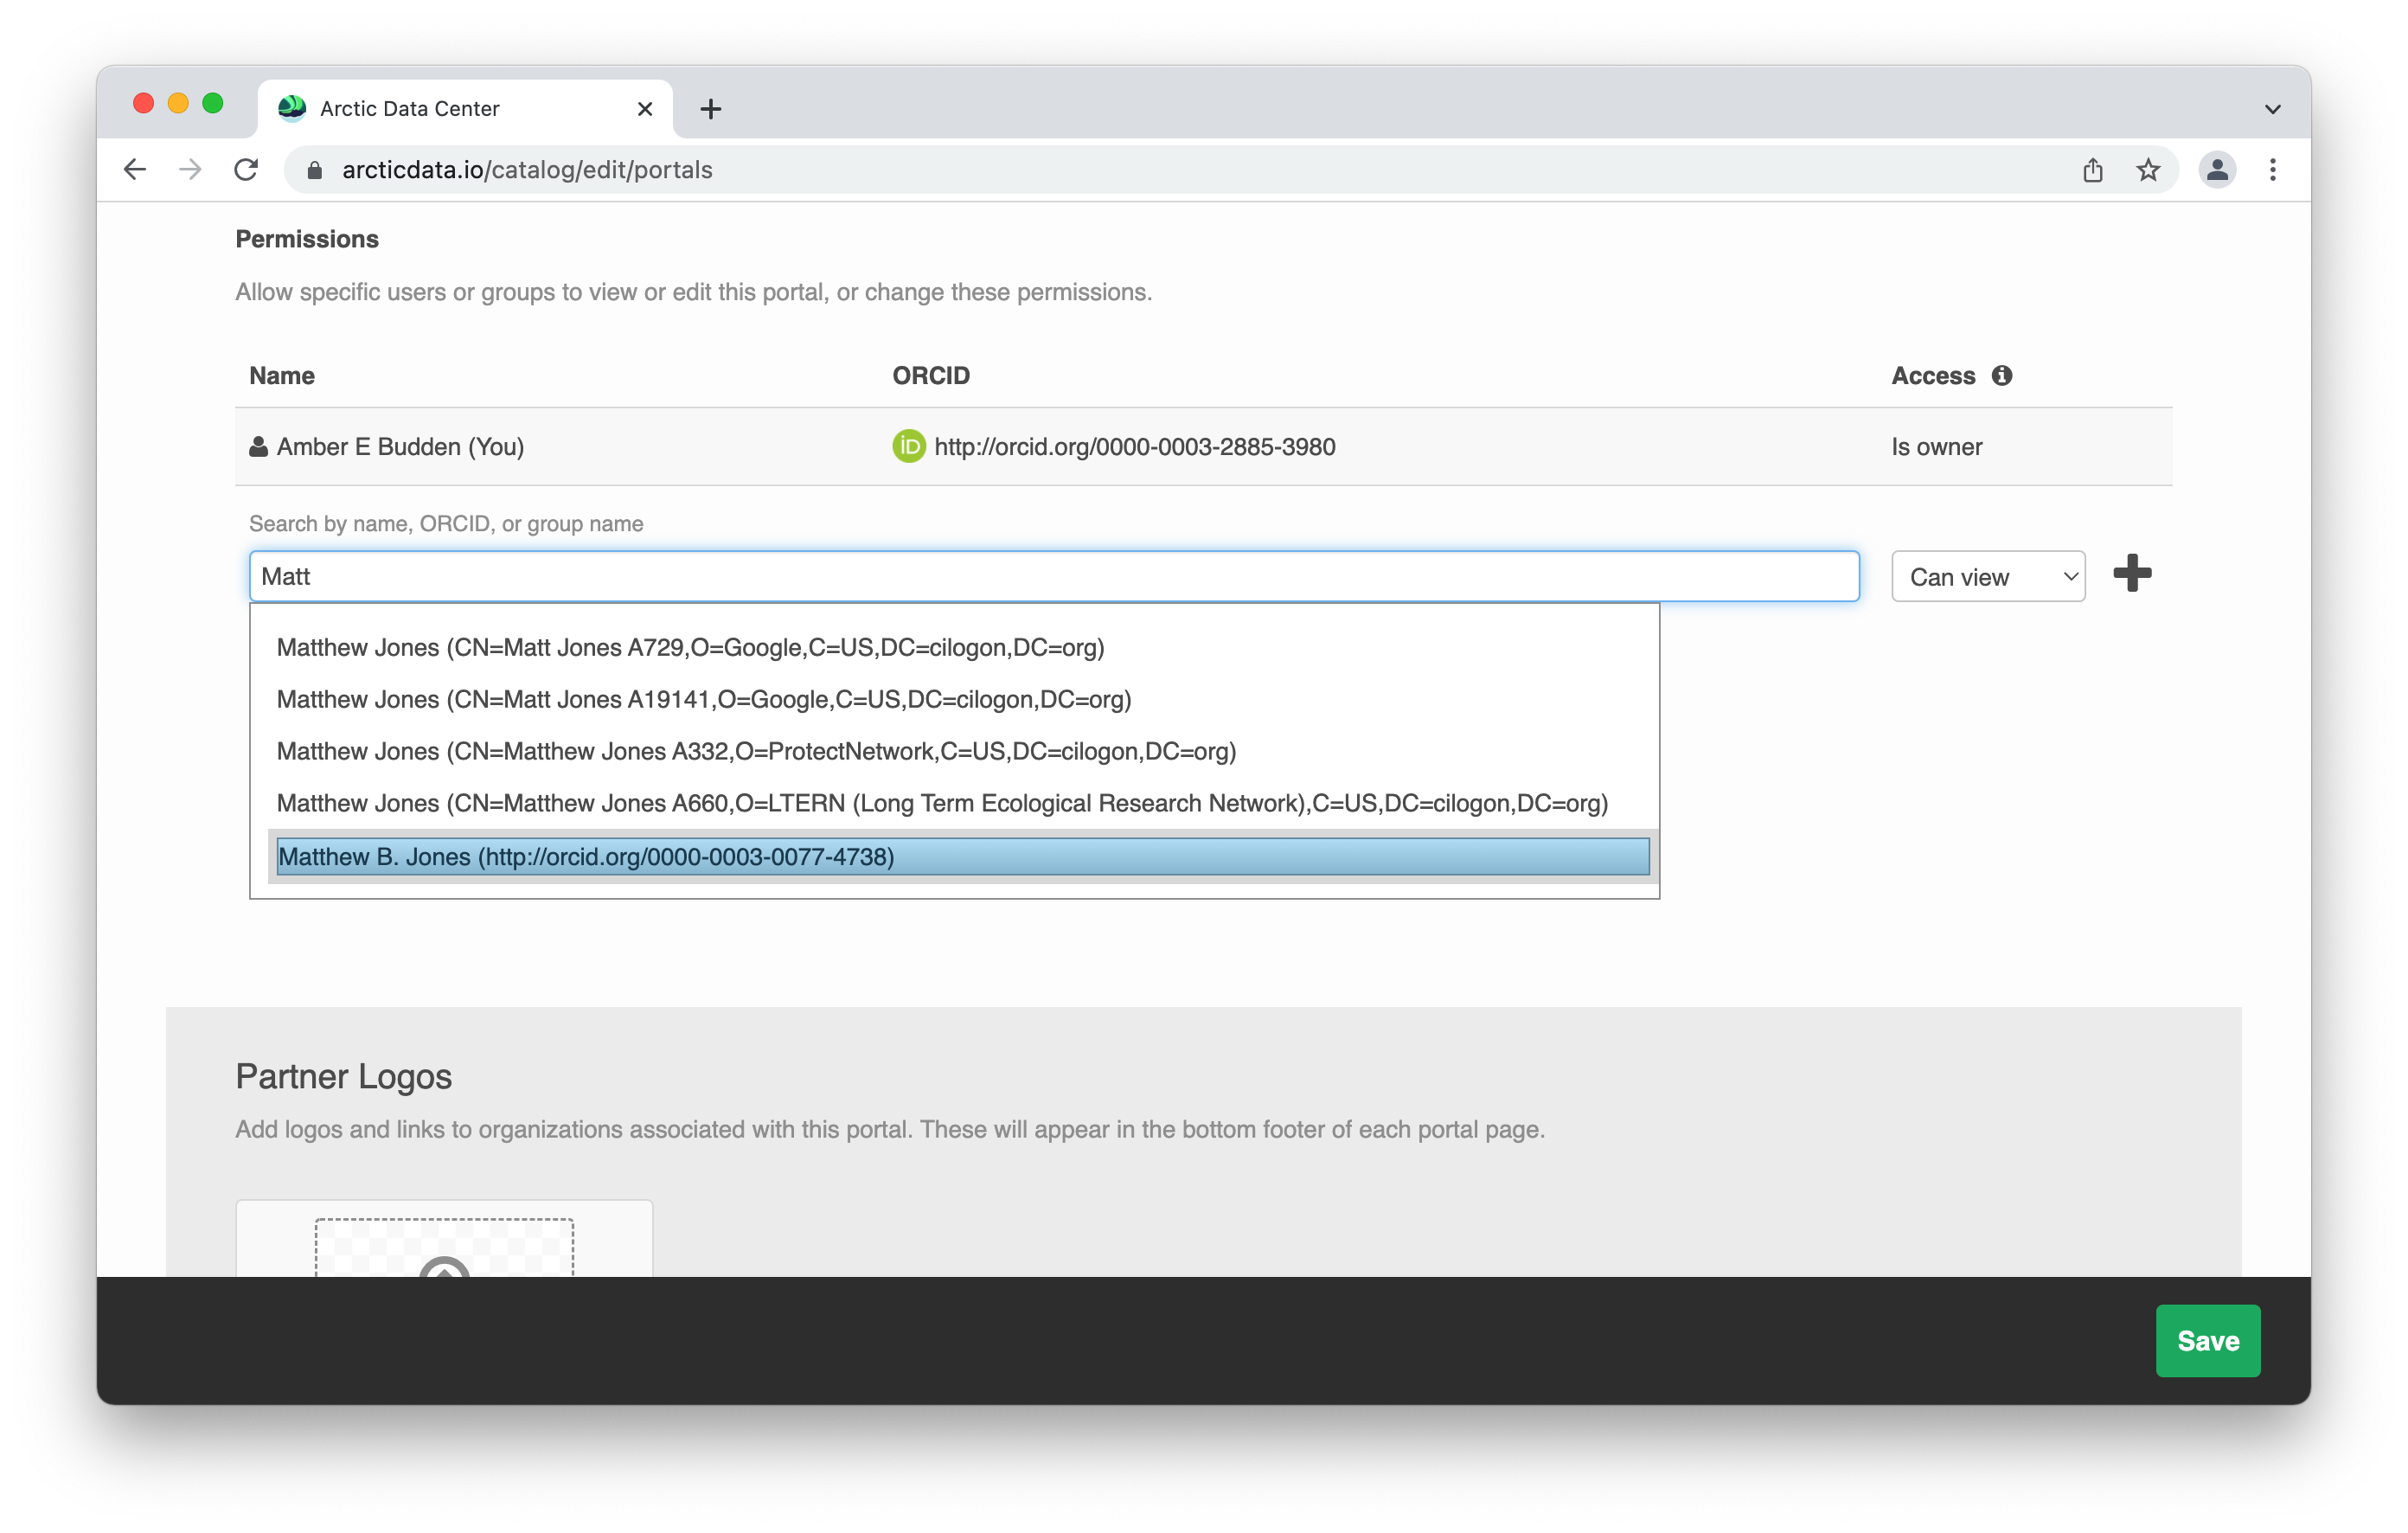 Arctic Data Center
arcticdata.io/catalog/edit/portals
Permissions
Allow specific users or groups to view or edit this portal, or change these permissions.
Name ORCID Access
Amber E Budden (You) iD http://orcid.org/0000-0003-2885-3980 Is owner
Search by name, ORCID, or group name
Matt Can view
Matthew Jones (CN=Matt Jones A729,O=Google,C=US,DC=cilogon,DC=org)
Matthew Jones (CN=Matt Jones A19141,O=Google,C=US,DC=cilogon,DC=org)
Matthew Jones (CN=Matthew Jones A332,O=ProtectNetwork,C=US,DC=cilogon,DC=org)
Matthew Jones (CN=Matthew Jones A660,O=LTERN (Long Term Ecological Research Network),C=US,DC=cilogon,DC=org)
Matthew B. Jones (http://orcid.org/0000-0003-0077-4738)
Partner Logos
Add logos and links to organizations associated with this portal. These will appear in the bottom footer of each portal page.
Save